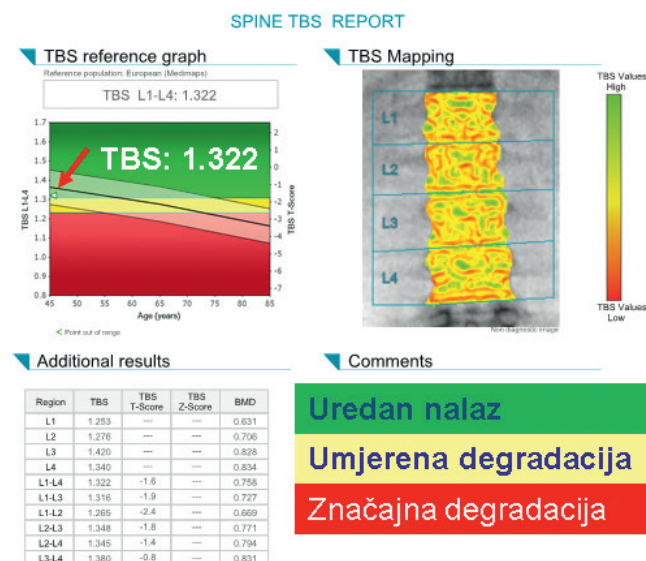 SPINE TBS REPORT
TBS reference graph
Reference population: European (Medimaps)
TBS L1-L4: 1.322
TBS: 1.322
TBS L1-L4
1.7
1.6
1.5
1.4
1.3
1.2
1.1
1.0
0.9
0.8
2
1
0
-1
-2
-3
-4
-5
-6
-7
TBS T-Score
45 50 55 60 65 70 75 80 85
Age (years)
< Point out of range
TBS Mapping
L1
L2
L3
L4
Non diagnostic image
TBS Values
High
TBS Values
Low
Additional results
Region TBS TBS T-Score TBS Z-Score BMD
L1 1.253 --- --- 0.631
L2 1.276 --- --- 0.706
L3 1.420 --- --- 0.828
L4 1.340 --- --- 0.834
L1-L4 1.322 -1.6 --- 0.758
L1-L3 1.316 -1.9 --- 0.727
L1-L2 1.265 -2.4 --- 0.669
L2-L3 1.348 -1.8 --- 0.771
L2-L4 1.345 -1.4 --- 0.794
L3-L4 1.380 -0.8 --- 0.831
Comments
Uredan nalaz
Umjerena degradacija
Značajna degradacija